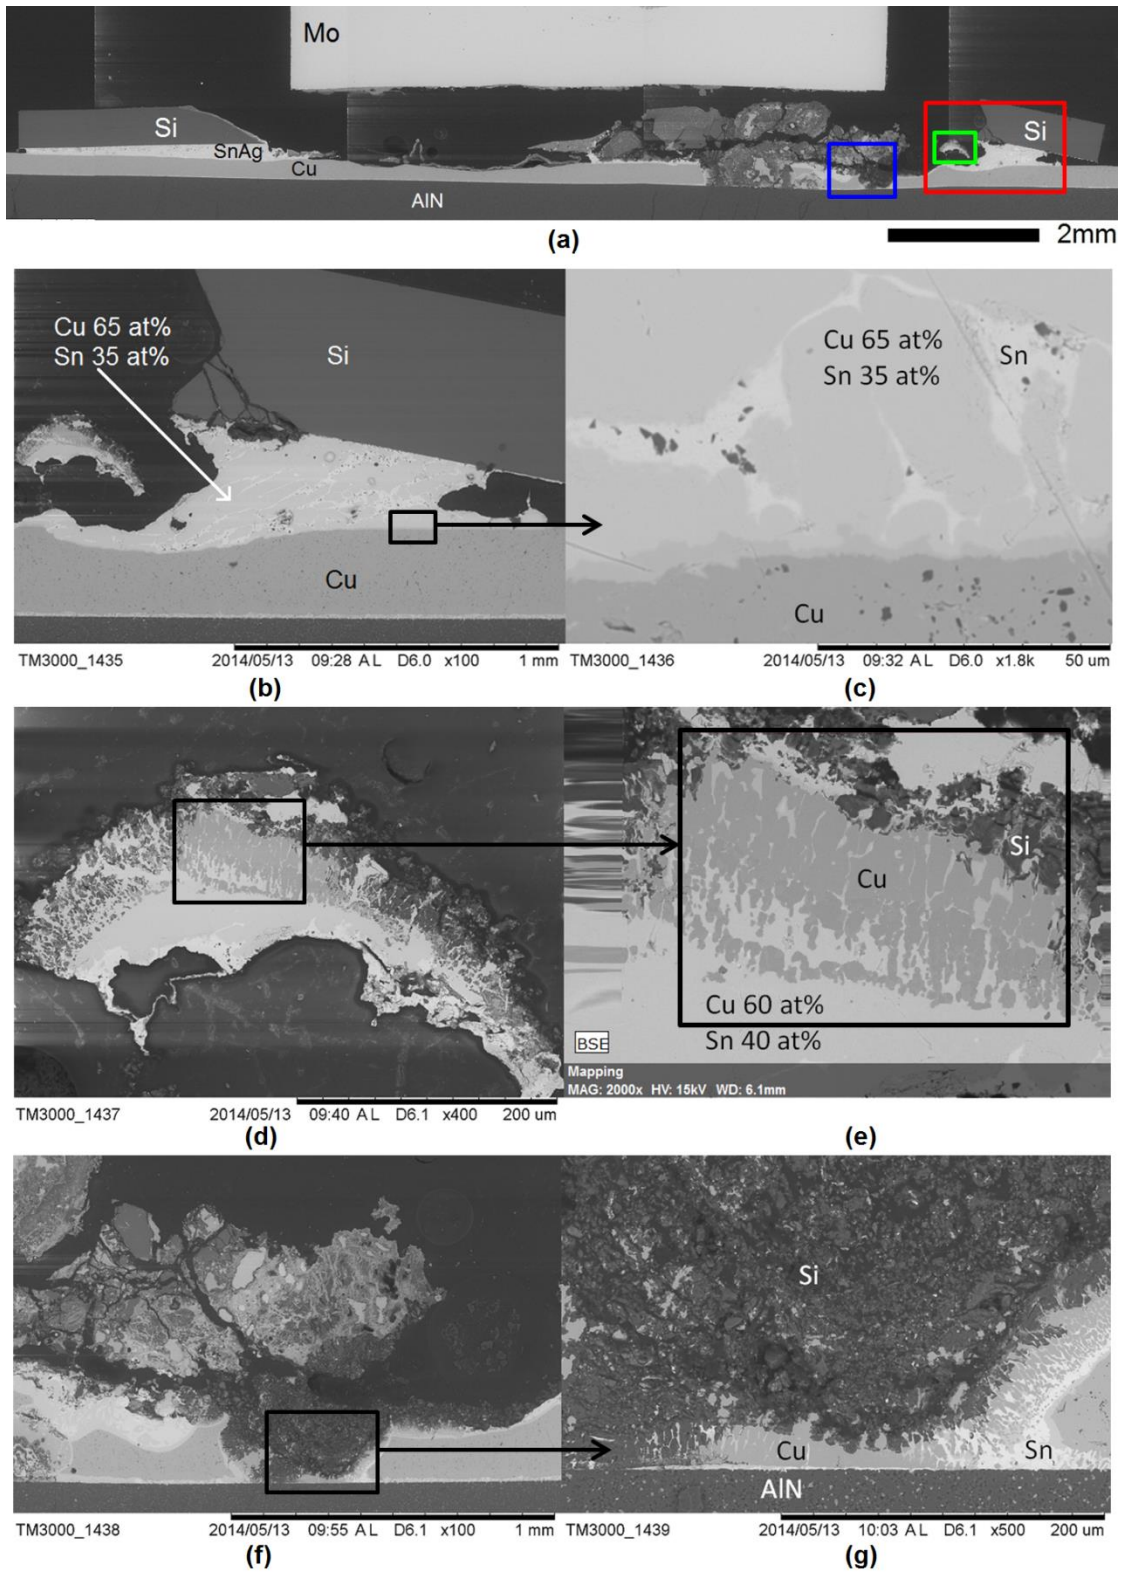 Mo
Si
Si
SnAg
Cu
AlN
(a)
2mm
Cu 65 at%
Sn 35 at%
Si
Cu
TM3000_1435 2014/05/13 09:28 A L D6.0 x100 1 mm
(b)
Cu 65 at%
Sn 35 at%
Sn
Cu
TM3000_1436 2014/05/13 09:32 A L D6.0 x1.8k 50 um
(c)
TM3000_1437 2014/05/13 09:40 A L D6.1 x400 200 um
(d)
Si
Cu
Cu 60 at%
Sn 40 at%
BSE
Mapping
MAG: 2000x HV: 15kV WD: 6.1mm
(e)
TM3000_1438 2014/05/13 09:55 A L D6.1 x100 1 mm
(f)
Si
Cu
Sn
AlN
TM3000_1439 2014/05/13 10:03 A L D6.1 x500 200 um
(g)